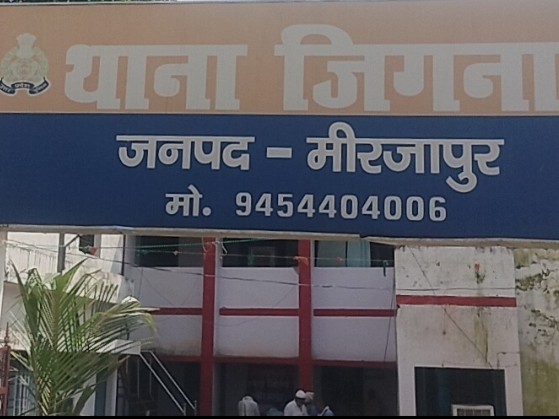 थाना जिगना
जनपद - मीरजापुर
मो. 9454404006